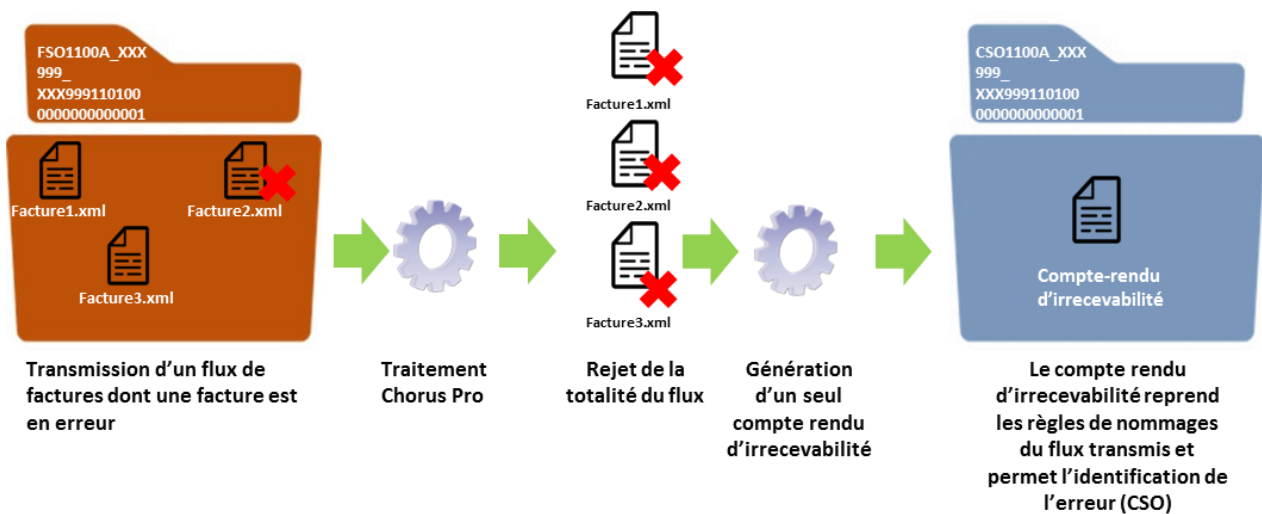 FSO1100A_XXX
999_
XXX999110100
0000000000001
Facture1.xml
Facture2.xml
Facture3.xml
Facture1.xml
Facture2.xml
Facture3.xml
CSO1100A_XXX
999_
XXX999110100
0000000000001
Compte-rendu
d’irrecevabilité
Transmission d’un flux de
factures dont une facture est
en erreur
Traitement
Chorus Pro
Rejet de la
totalité du flux
Génération
d’un seul
compte rendu
d’irrecevabilité
Le compte rendu
d’irrecevabilité reprend
les règles de nommages
du flux transmis et
permet l’identification de
l’erreur (CSO)